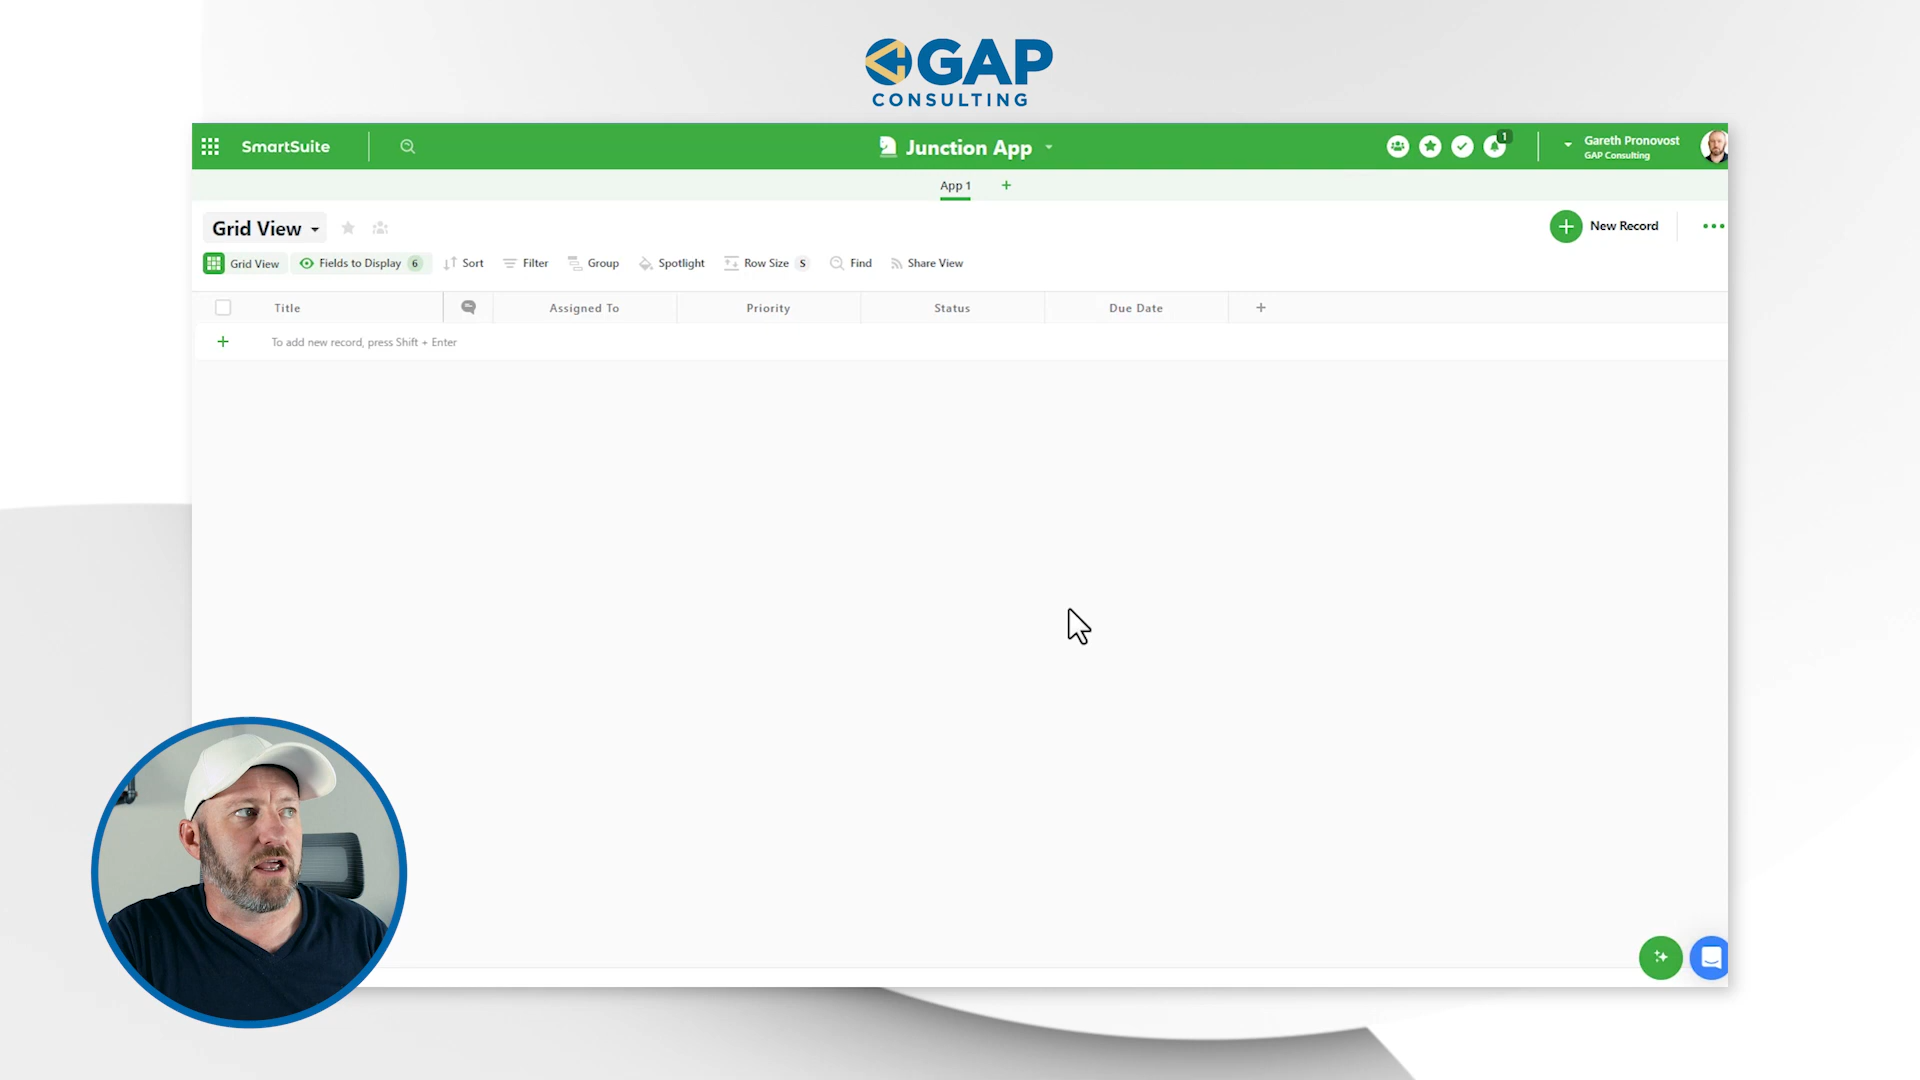 GAP
CONSULTING
SmartSuite
Junction App
1
Gareth Pronovost
GAP Consulting
App 1
+
Grid View
New Record
Grid View
Fields to Display 6
Sort
Filter
Group
Spotlight
Row Size S
Find
Share View
Title
Assigned To
Priority
Status
Due Date
+
+
To add new record, press Shift + Enter